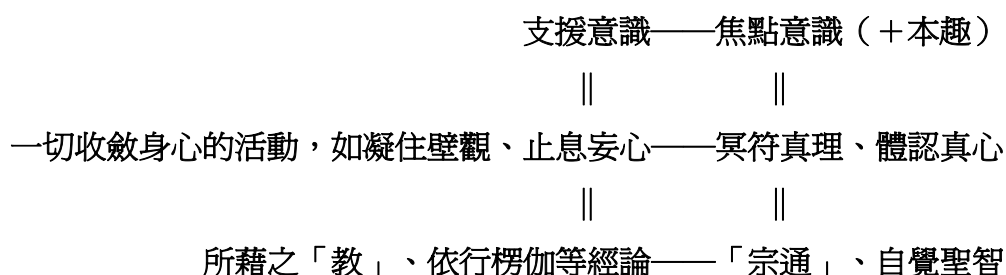 支援意識——焦點意識（＋本趣）
‖ ‖
一切收斂身心的活動，如凝住壁觀、止息妄心——冥符真理、體認真心
‖ ‖
所藉之「教」、依行楞伽等經論——「宗通」、自覺聖智